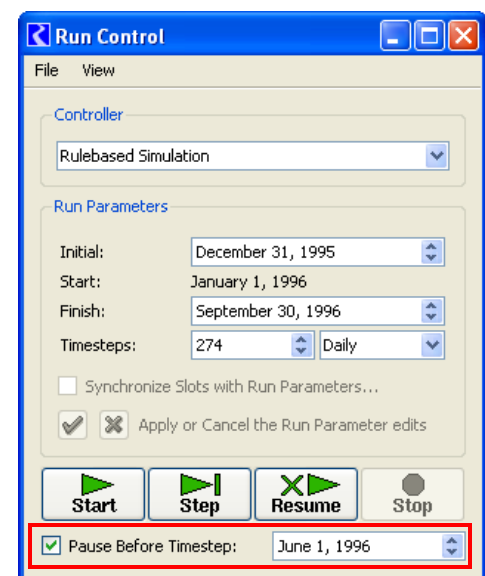 Run Control
File View
Controller
Rulebased Simulation
Run Parameters
Initial: December 31, 1995
Start: January 1, 1996
Finish: September 30, 1996
Timesteps: 274 Daily
Synchronize Slots with Run Parameters...
Apply or Cancel the Run Parameter edits
Start Step Resume Stop
Pause Before Timestep: June 1, 1996